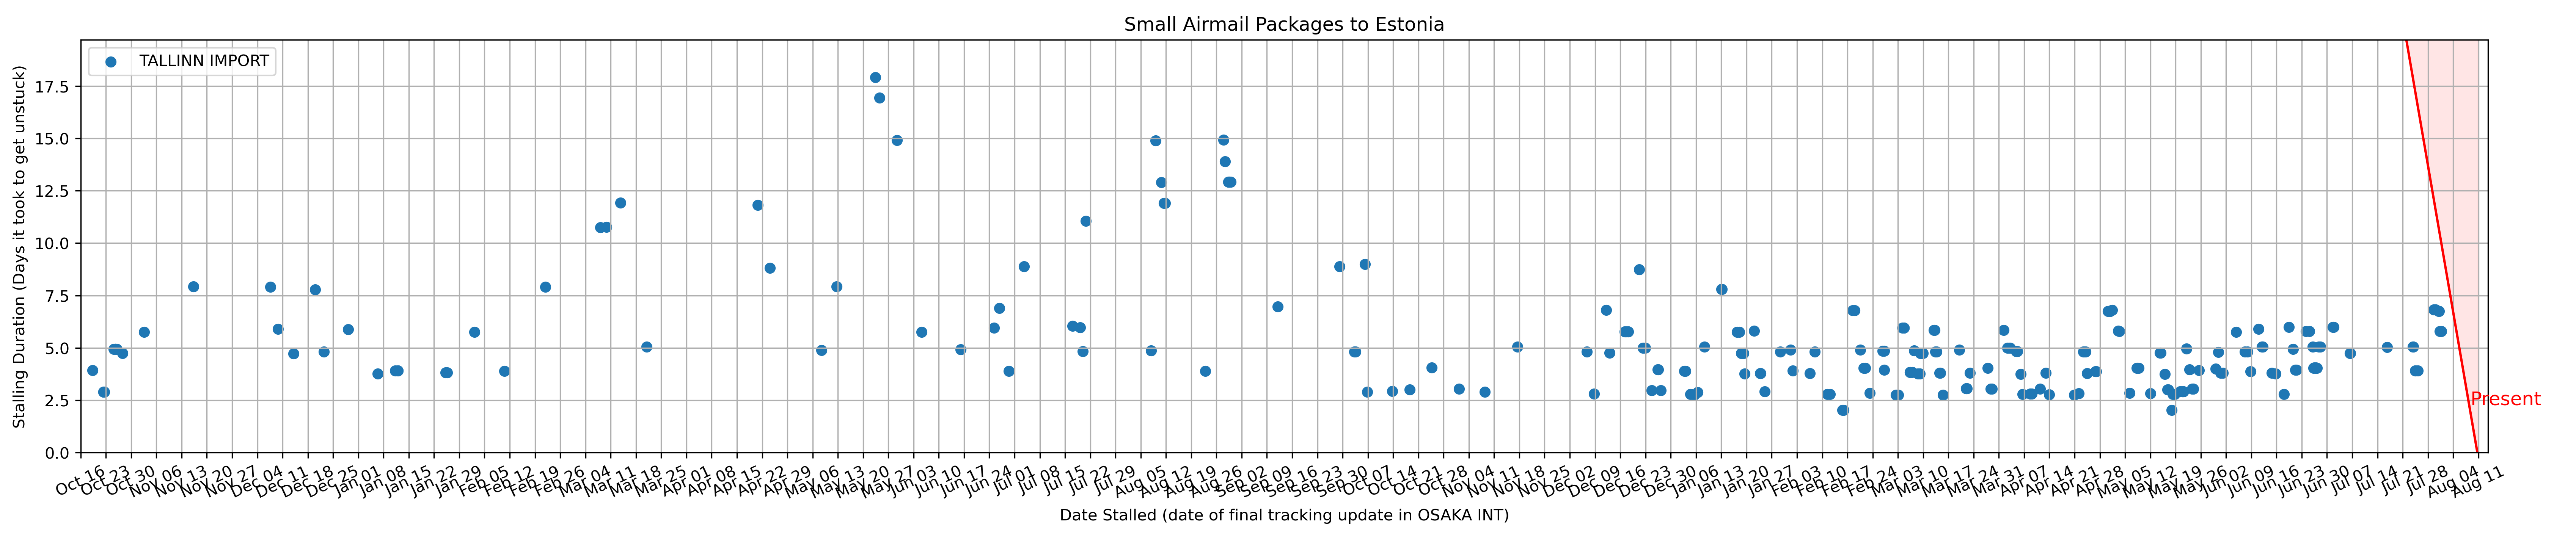 Small Airmail Packages to Estonia
TALLINN IMPORT
Stalling Duration (Days it took to get unstuck)
17.5
15.0
12.5
10.0
7.5
5.0
2.5
0.0
Present
Oct 16 Oct 23 Oct 30 Nov 06 Nov 13 Nov 20 Nov 27 Dec 04 Dec 11 Dec 18 Dec 25 Jan 01 Jan 08 Jan 15 Jan 22 Jan 29 Feb 05 Feb 12 Feb 19 Feb 26 Mar 04 Mar 11 Mar 18 Mar 25 Apr 01 Apr 08 Apr 15 Apr 22 Apr 29 May 06 May 13 May 20 May 27 Jun 03 Jun 10 Jun 17 Jun 24 Jul 01 Jul 08 Jul 15 Jul 22 Jul 29 Aug 05 Aug 12 Aug 19 Aug 26 Sep 02 Sep 09 Sep 16 Sep 23 Sep 30 Oct 07 Oct 14 Oct 21 Oct 28 Nov 04 Nov 11 Nov 18 Nov 25 Dec 02 Dec 09 Dec 16 Dec 23 Dec 30 Jan 06 Jan 13 Jan 20 Jan 27 Feb 03 Feb 10 Feb 17 Feb 24 Mar 03 Mar 10 Mar 17 Mar 24 Mar 31 Apr 07 Apr 14 Apr 21 Apr 28 May 05 May 12 May 19 May 26 Jun 02 Jun 09 Jun 16 Jun 23 Jun 30 Jul 07 Jul 14 Jul 21 Jul 28 Aug 04 Aug 11
Date Stalled (date of final tracking update in OSAKA INT)